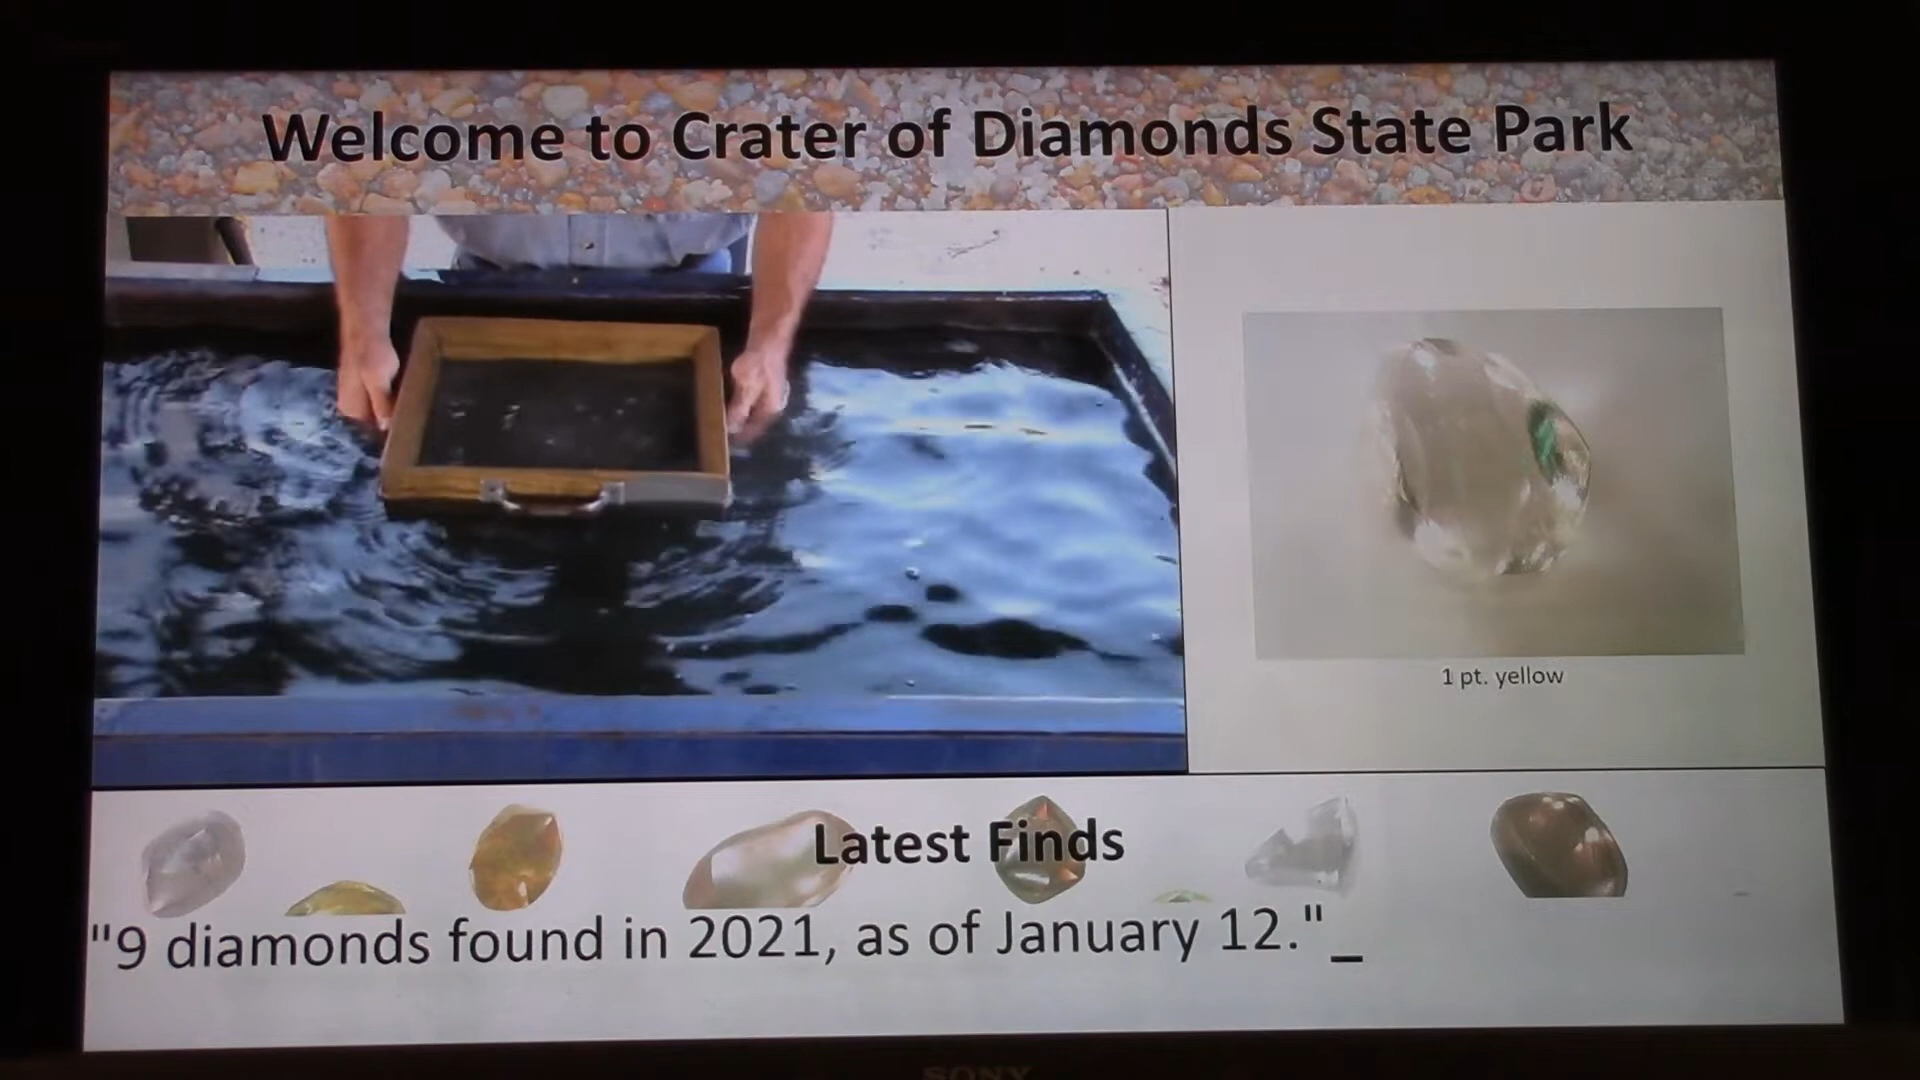 Welcome to Crater of Diamonds State Park
1 pt. yellow
Latest Finds
"9 diamonds found in 2021, as of January 12."_
SONY